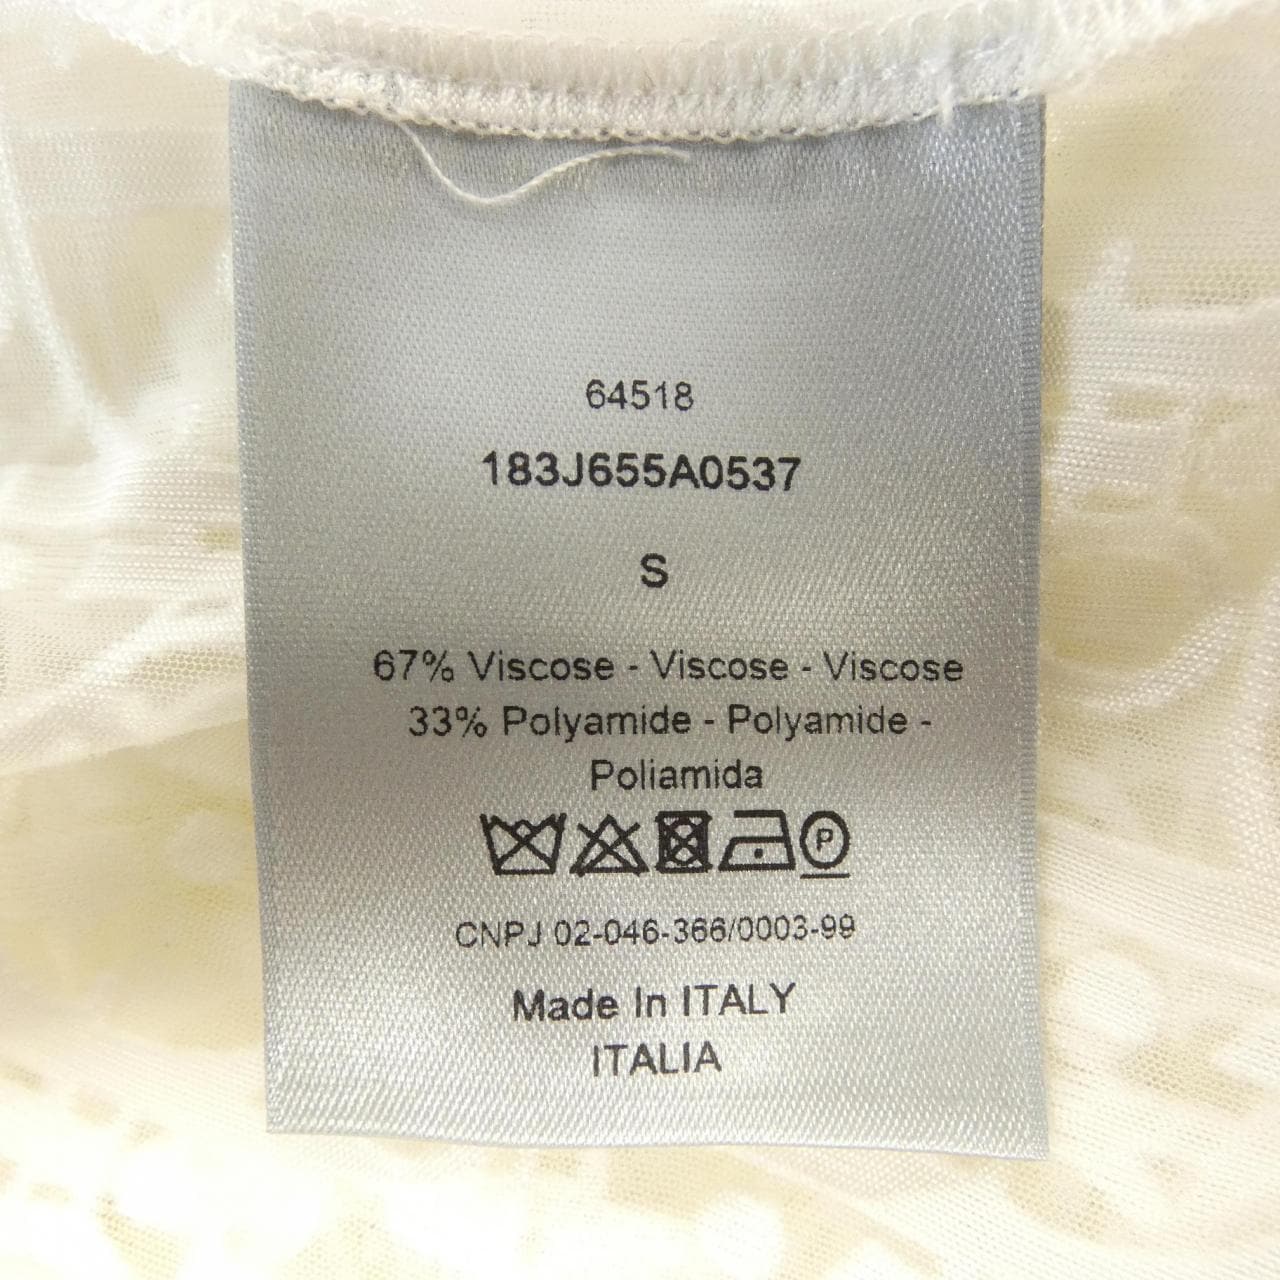 64518
183J655A0537
S
67% Viscose - Viscose - Viscose
33% Polyamide - Polyamide -
Poliamida
P
CNPJ 02-046-366/0003-99
Made In ITALY
ITALIA